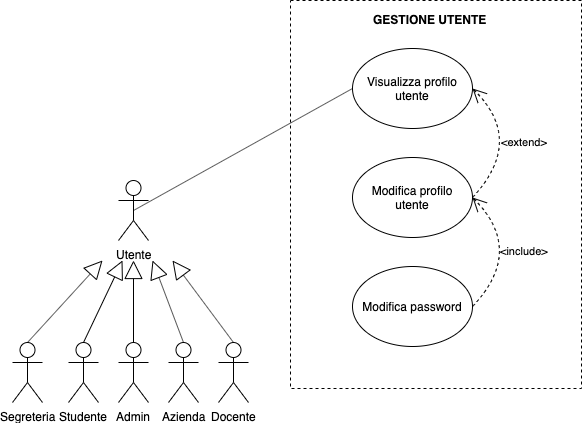 GESTIONE UTENTE
Visualizza profilo
utente
<extend>
Modifica profilo
utente
<include>
Modifica password
Utente
Segreteria Studente Admin Azienda Docente